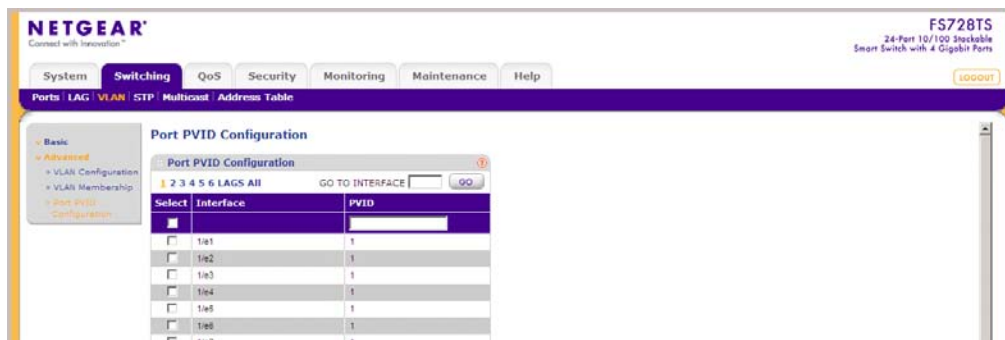 NETGEAR®
Connect with Innovation™
FS728TS
24-Port 10/100 Stackable
Smart Switch with 4 Gigabit Ports
System Switching QoS Security Monitoring Maintenance Help
LOGOUT
Ports LAG VLAN STP Multicast Address Table
Basic
Advanced
VLAN Configuration
VLAN Membership
Port PVID
Configuration
Port PVID Configuration
Port PVID Configuration
1 2 3 4 5 6 LAGS All GO TO INTERFACE GO
Select Interface PVID
1/e1 1
1/e2 1
1/e3 1
1/e4 1
1/e5 1
1/e6 1